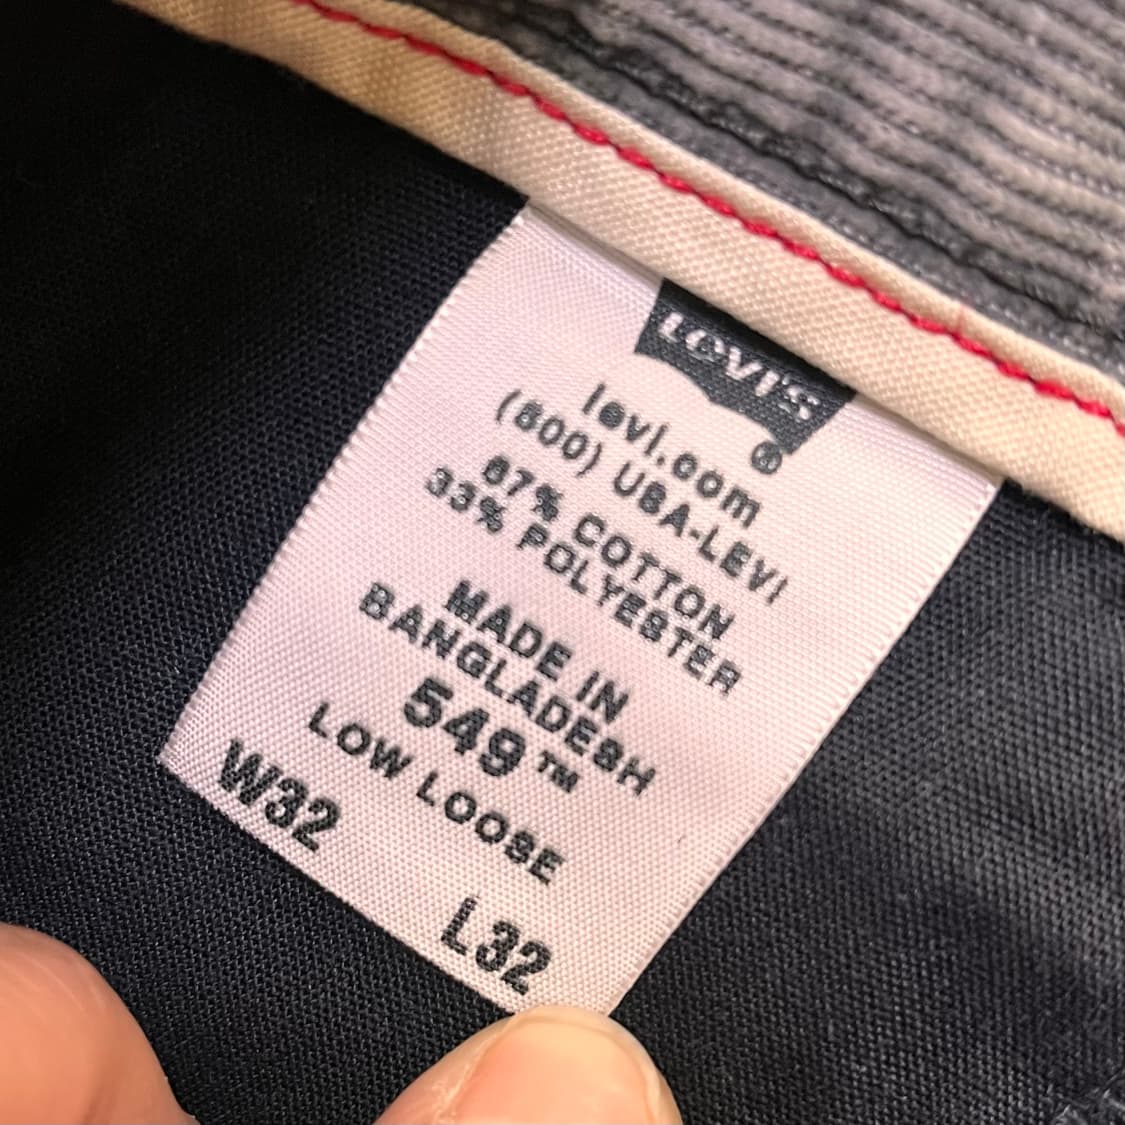 LEVI'S
®
levi.com
(800) USA-LEVI
67% COTTON
33% POLYESTER
MADE IN
BANGLADESH
549™
LOW LOOSE
W32 L32